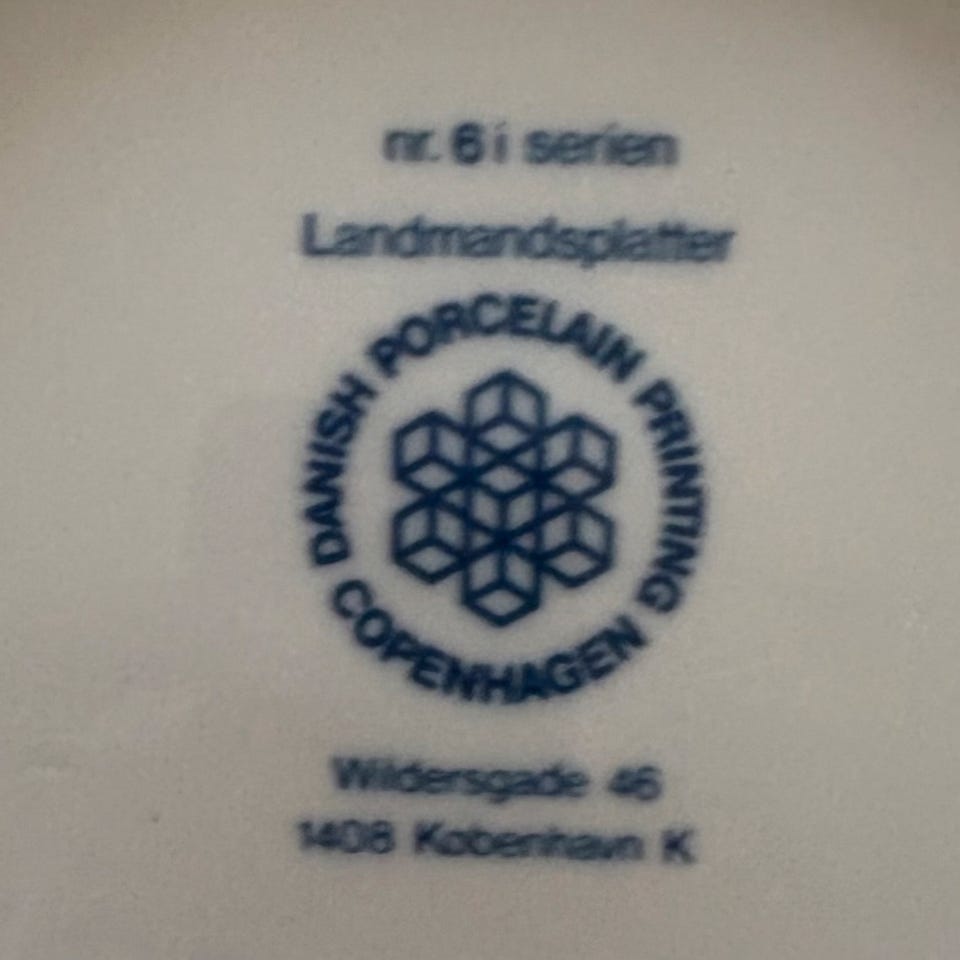 nr. 6 i serien
Landmandsplatter
DANISH PORCELAIN PRINTING
COPENHAGEN
Wildersgade 46
1408 København K